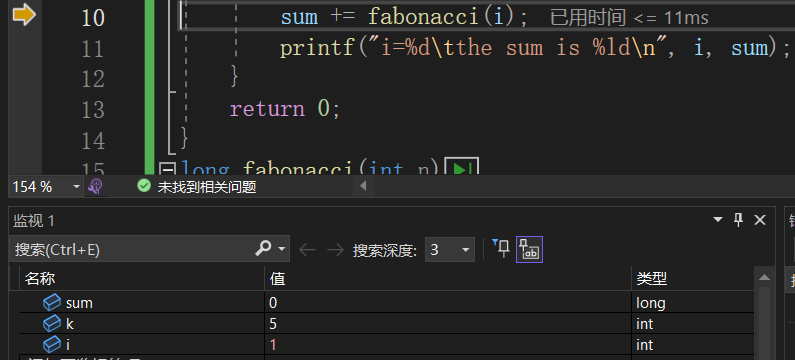 10 sum += fabonacci(i); 已用时间 <= 11ms
11 printf("i=%d\tthe sum is %ld\n", i, sum);
12 }
13 return 0;
14 }
15 long fabonacci(int n)
154 % 未找到相关问题
监视 1
搜索(Ctrl+E) 搜索深度: 3
名称 值 类型
sum 0 long
k 5 int
i 1 int